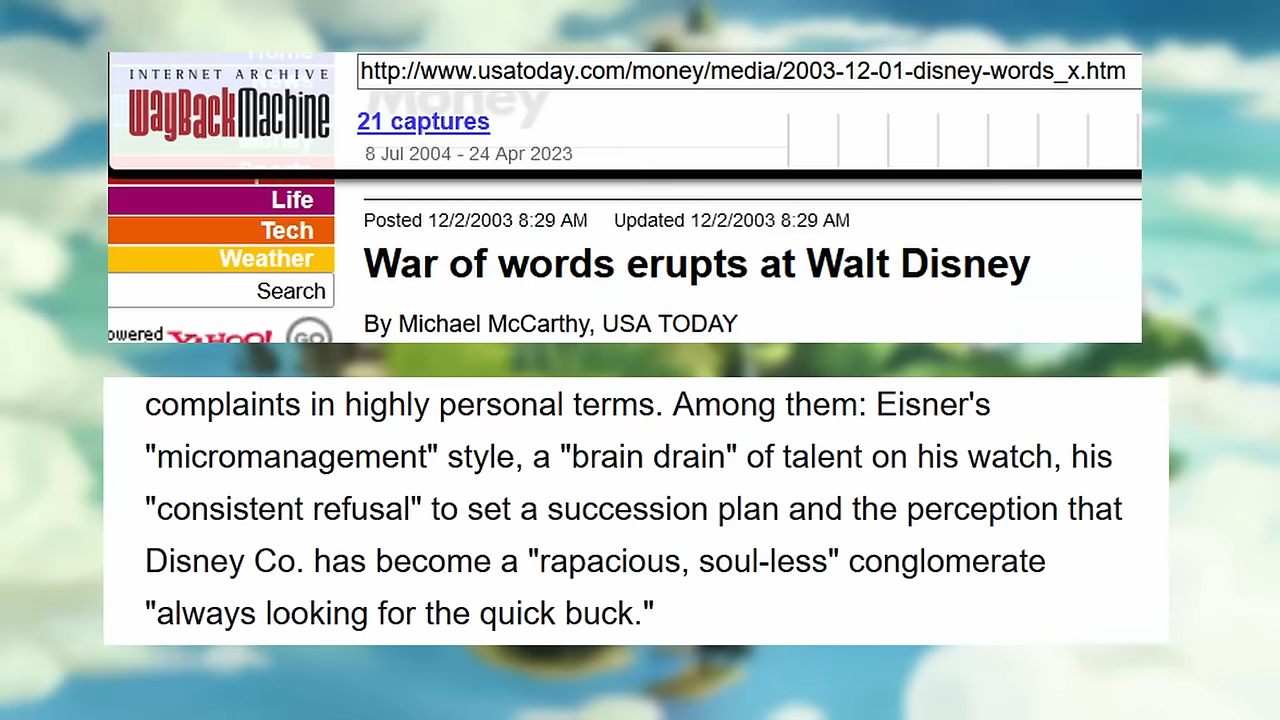 Home
INTERNET ARCHIVE
WayBackMachine
http://www.usatoday.com/money/media/2003-12-01-disney-words_x.htm
Money
21 captures
8 Jul 2004 - 24 Apr 2023
Life
Tech
Weather
Search
owered YAHOO! GO
Posted 12/2/2003 8:29 AM Updated 12/2/2003 8:29 AM
War of words erupts at Walt Disney
By Michael McCarthy, USA TODAY
complaints in highly personal terms. Among them: Eisner's
"micromanagement" style, a "brain drain" of talent on his watch, his
"consistent refusal" to set a succession plan and the perception that
Disney Co. has become a "rapacious, soul-less" conglomerate
"always looking for the quick buck."